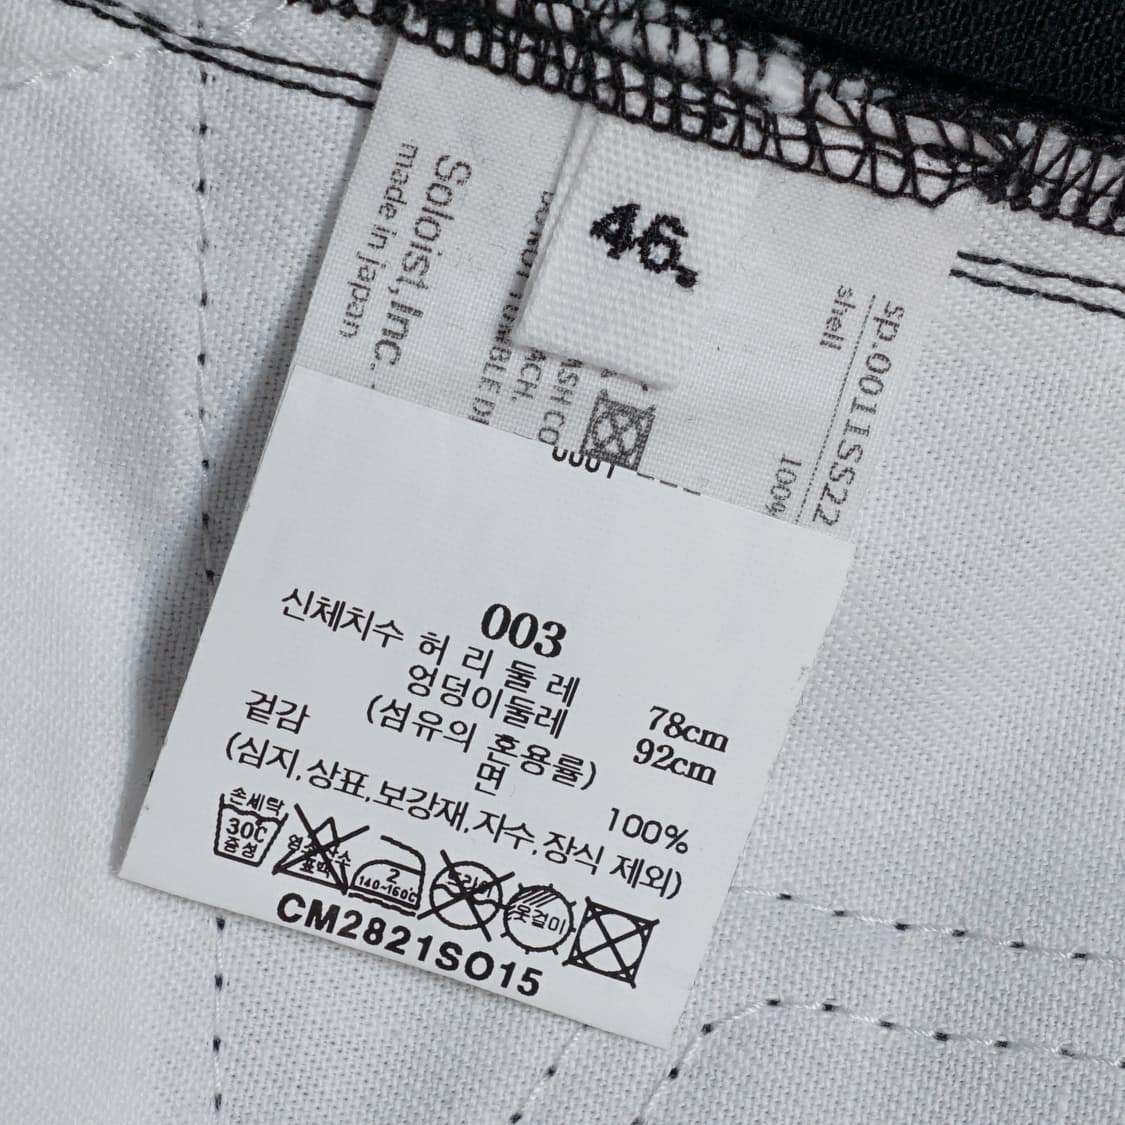 46.
Soloist,Inc.
made in japan
sp.0011SS22
shell
100%
003
신체치수 허 리 둘 레 78cm
엉덩이둘레 92cm
겉감 (섬유의 혼용률)
면 100%
(심지,상표,보강재,자수,장식 제외)
손세탁
30℃
중성
표백
2
140~160℃
드라이
옷걸이
CM2821SO15